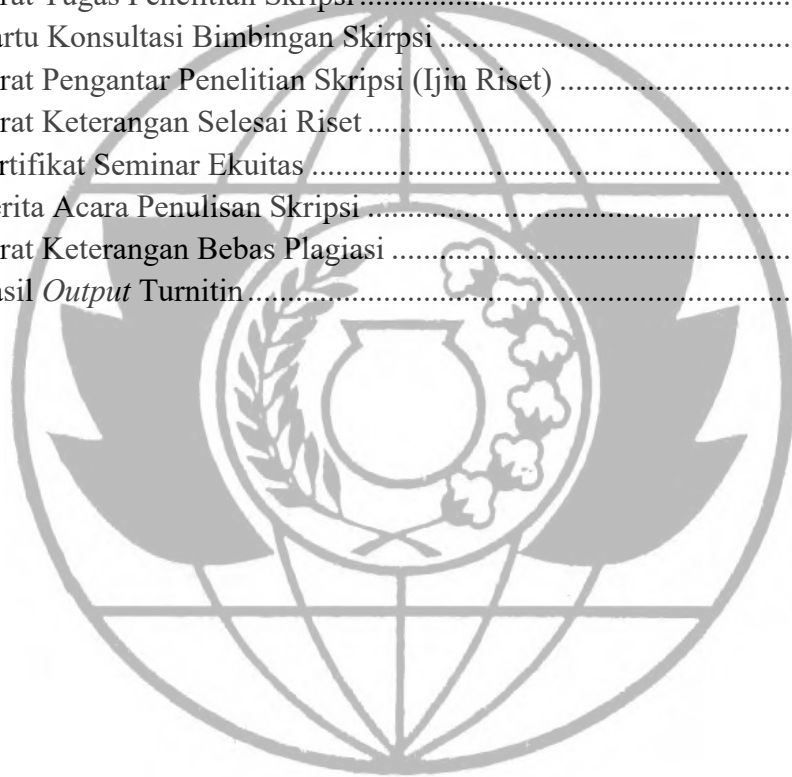 rat Tugas Penelitian Skripsi ...............................................................
artu Konsultasi Bimbingan Skirpsi ...................................................
rat Pengantar Penelitian Skripsi (Ijin Riset) ..................................
rat Keterangan Selesai Riset ..............................................................
rtifikat Seminar Ekuitas .....................................................................
erita Acara Penulisan Skripsi .............................................................
rat Keterangan Bebas Plagiasi ..........................................................
asil Output Turnitin ..............................................................................